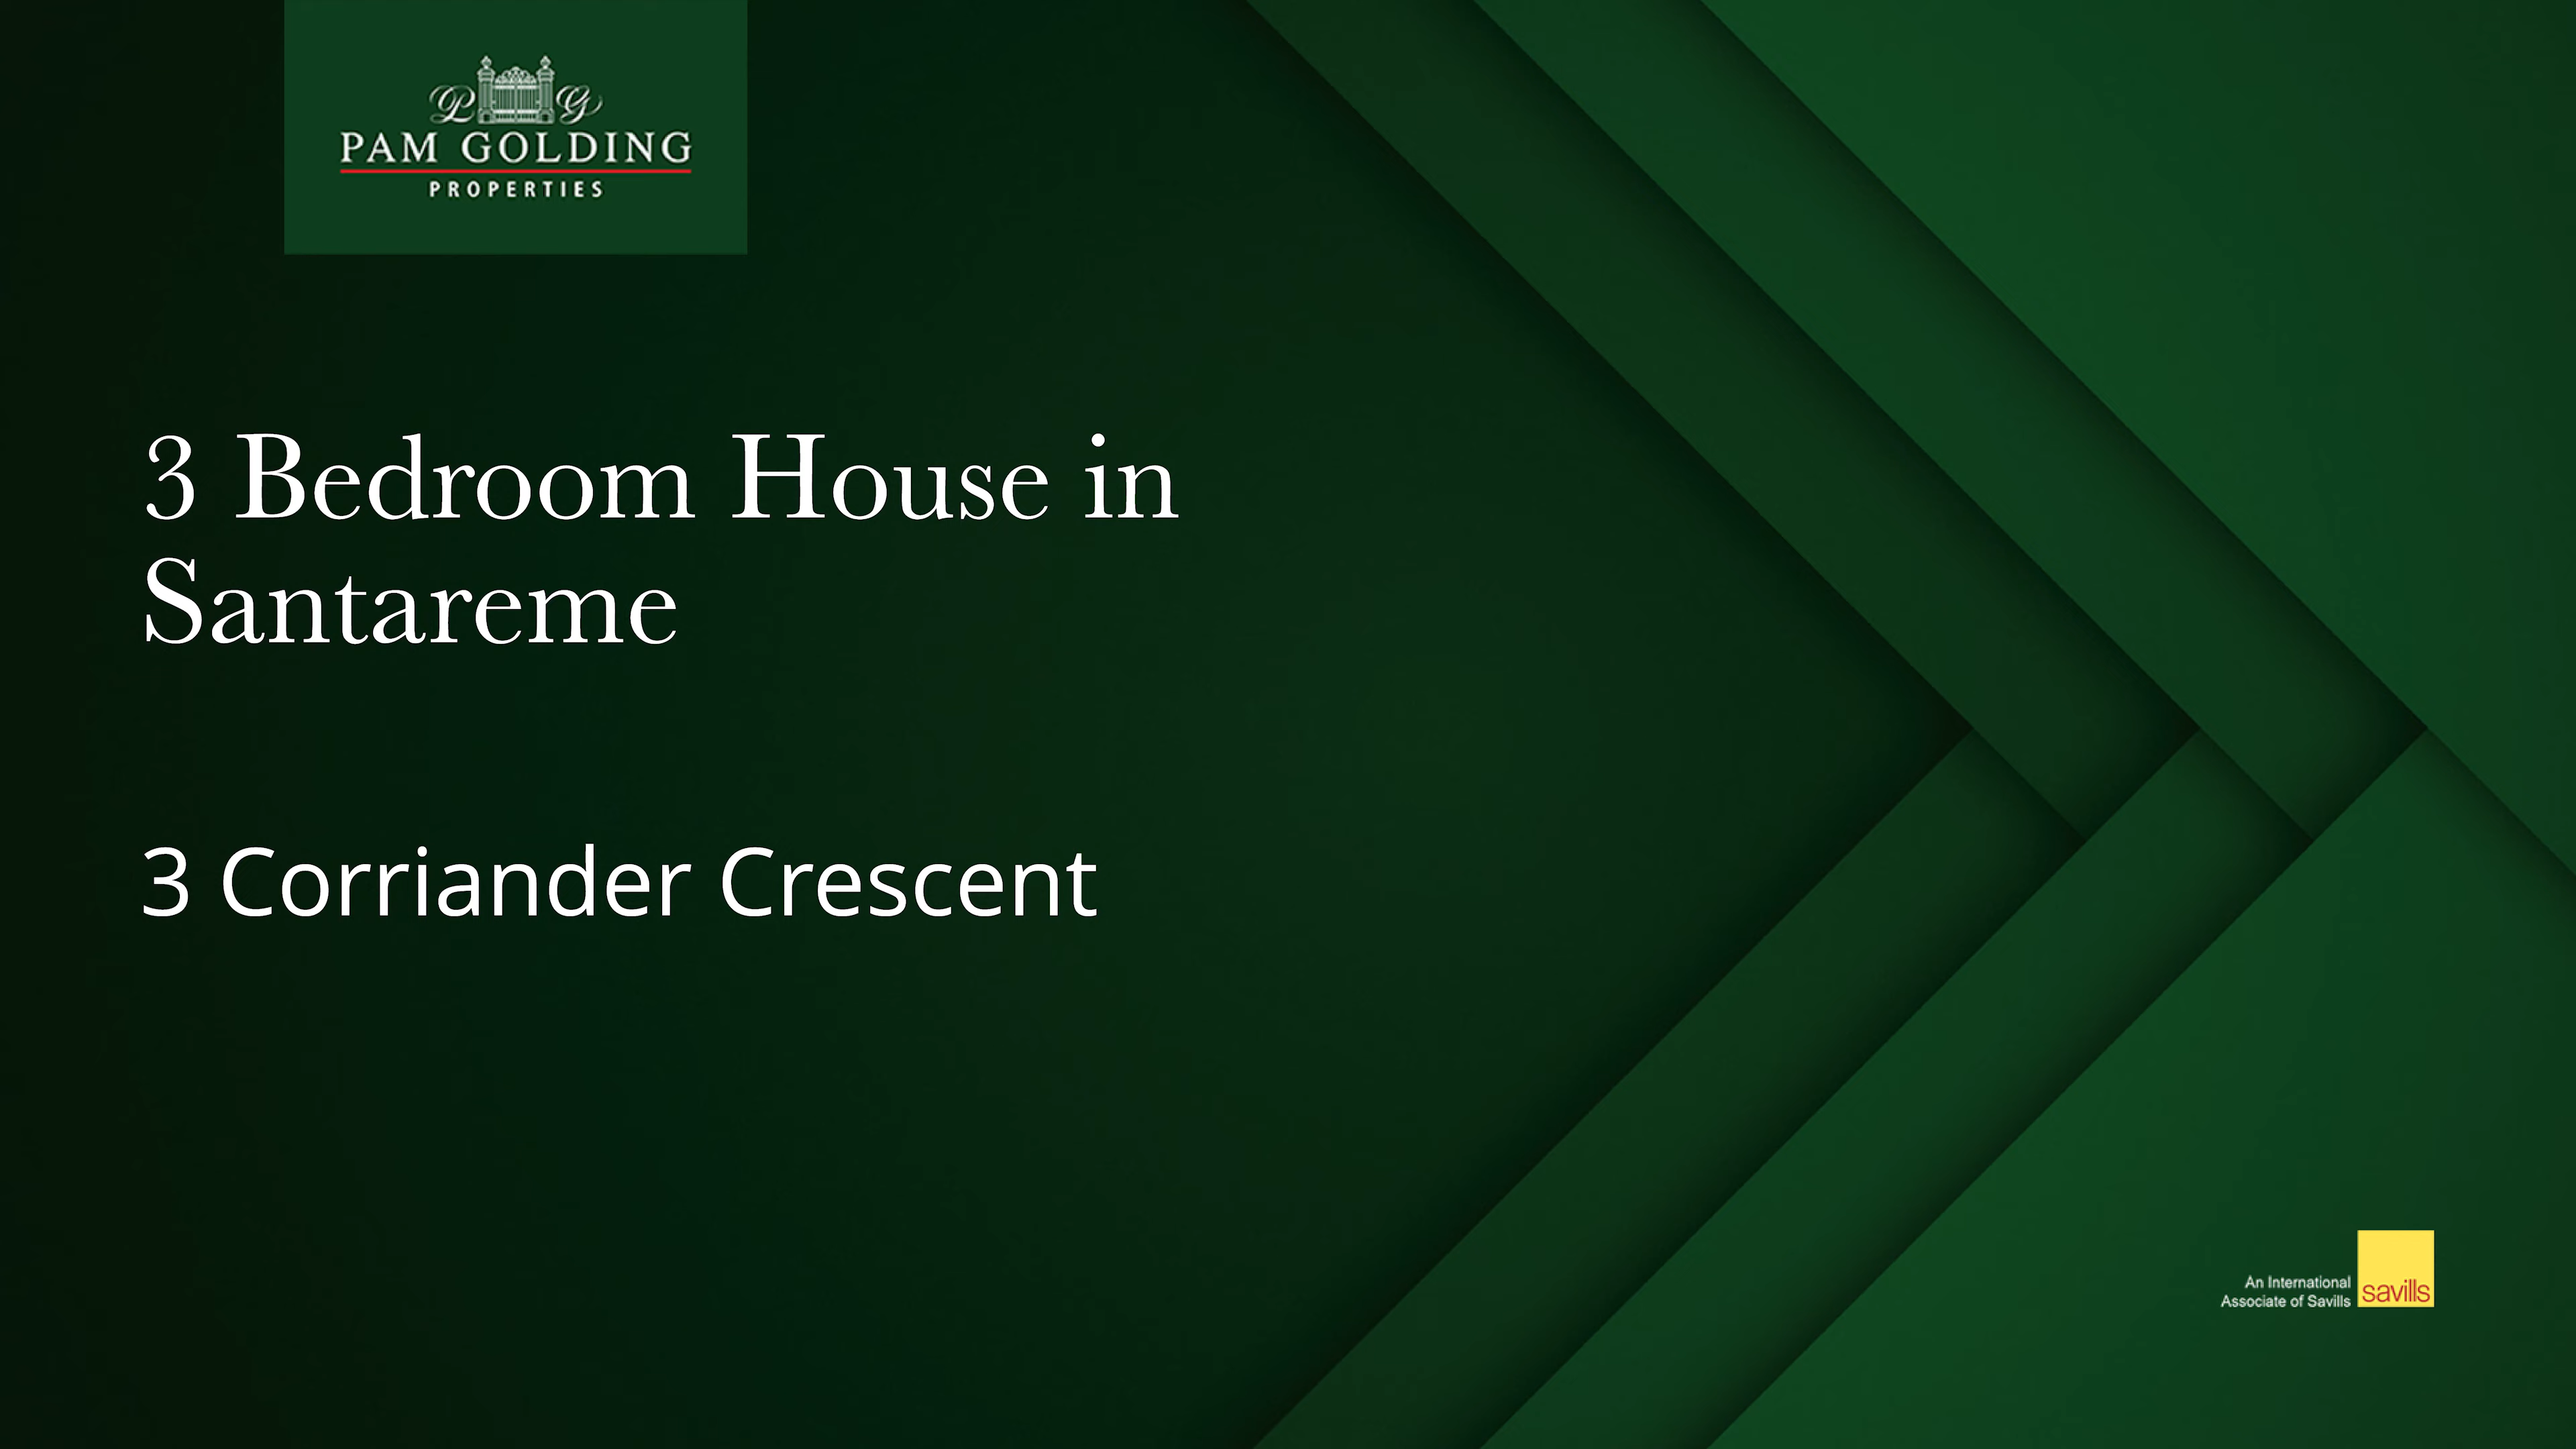 P G
PAM GOLDING
PROPERTIES
3 Bedroom House in
Santareme
3 Corriander Crescent
An International
Associate of Savills
savills